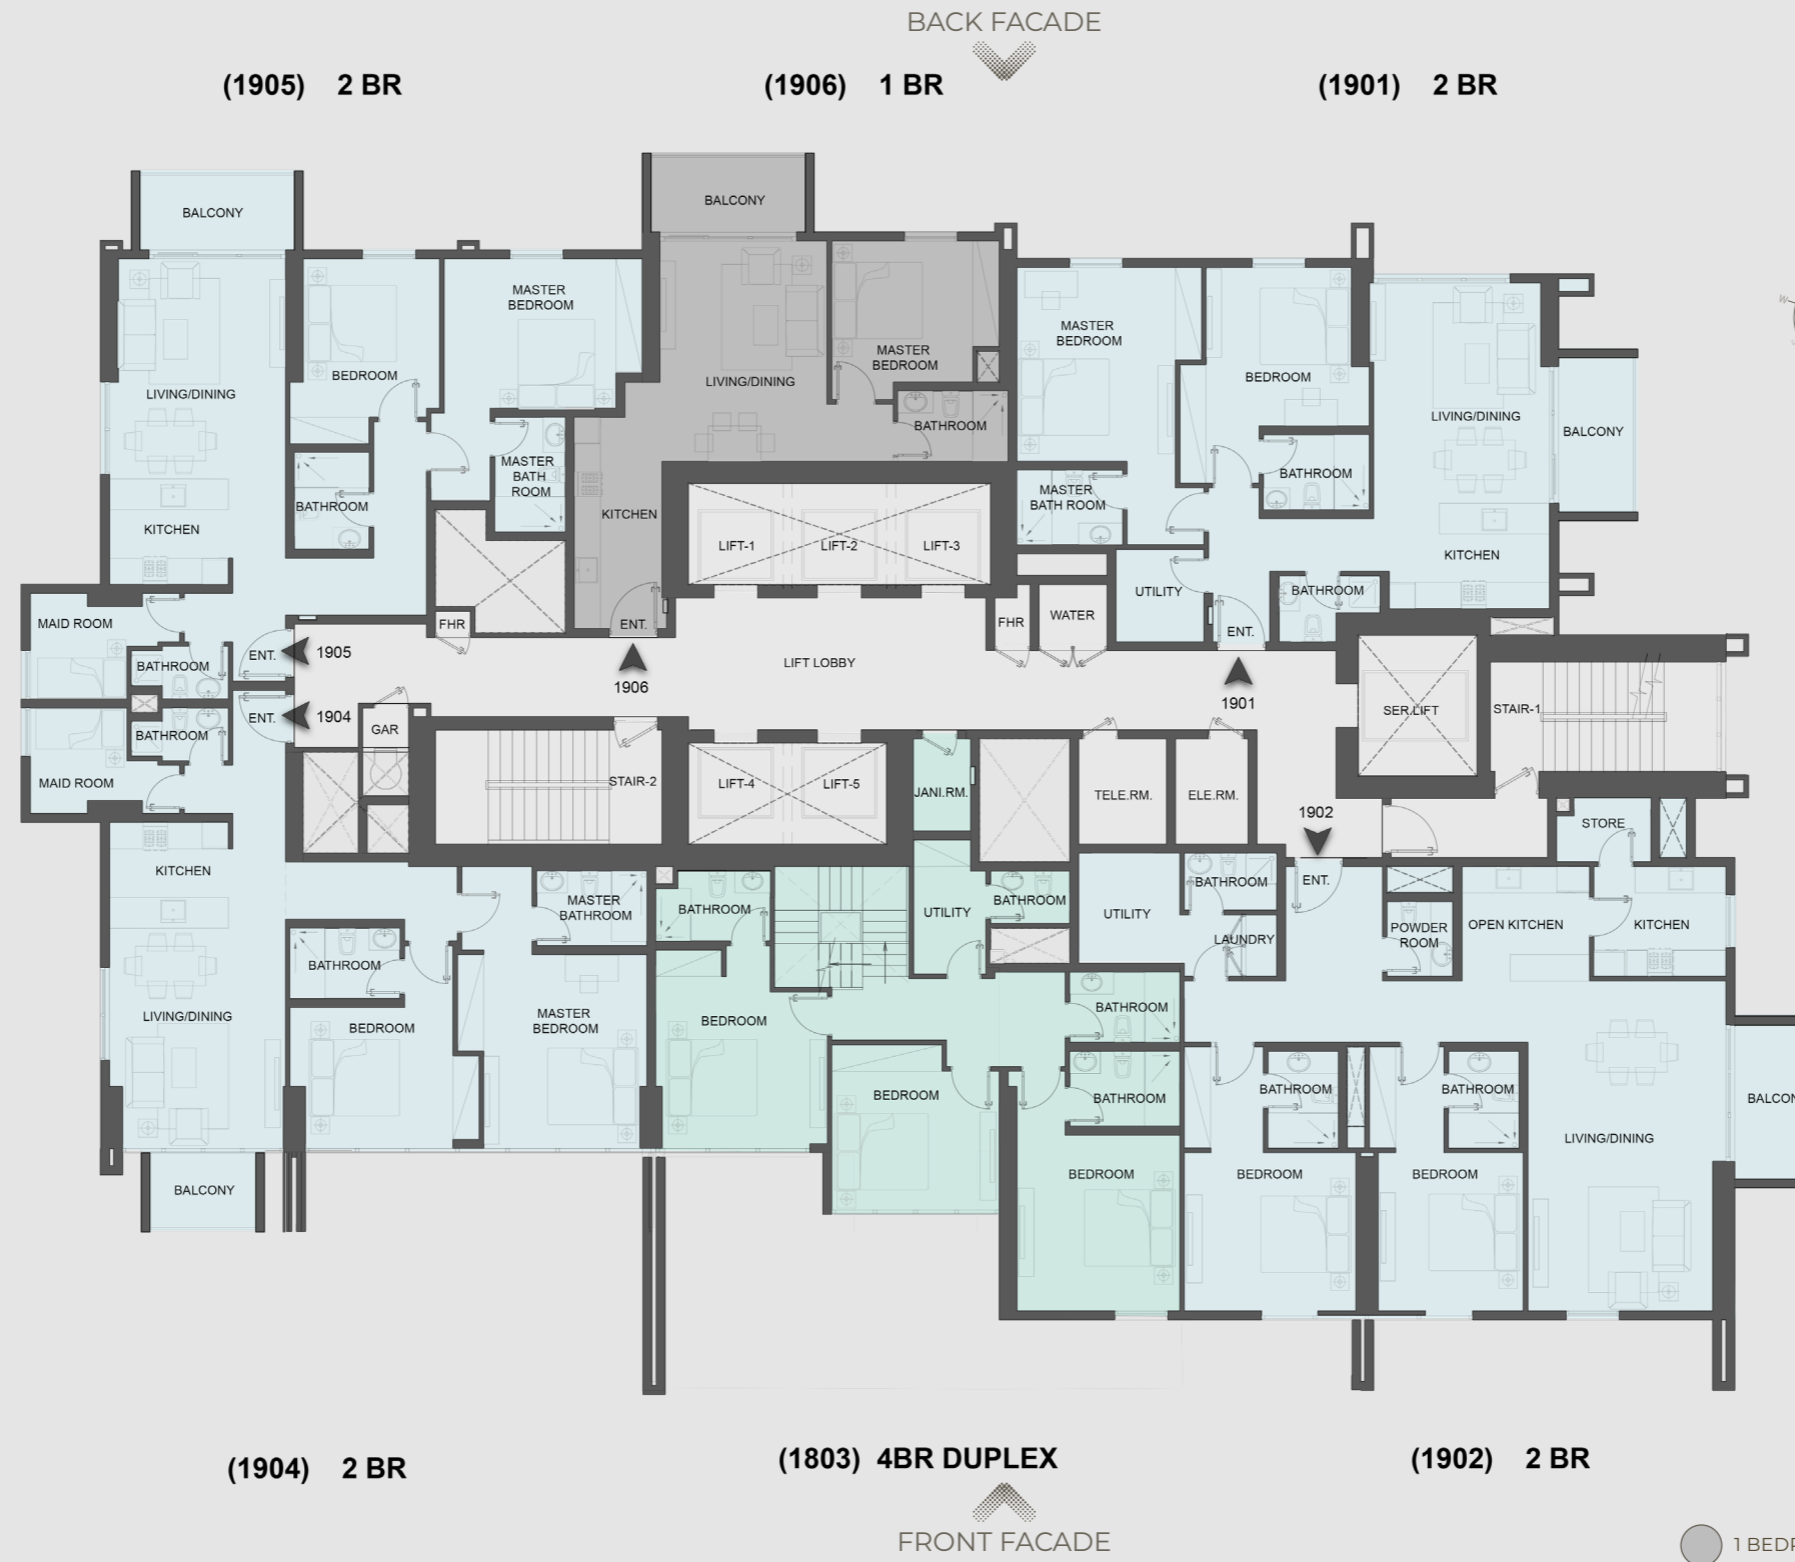 BACK FACADE
(1905) 2 BR
(1906) 1 BR
(1901) 2 BR
BALCONY
BALCONY
MASTER
BEDROOM
BEDROOM
LIVING/DINING
MASTER
BATH
ROOM
BATHROOM
KITCHEN
LIVING/DINING
MASTER
BEDROOM
BATHROOM
KITCHEN
MASTER
BEDROOM
BEDROOM
LIVING/DINING
BALCONY
BATHROOM
MASTER
BATH ROOM
KITCHEN
LIFT-1
LIFT-2
LIFT-3
UTILITY
BATHROOM
MAID ROOM
BATHROOM
ENT.
1905
FHR
ENT.
1906
LIFT LOBBY
FHR
WATER
ENT.
1901
SER.LIFT
STAIR-1
ENT.
1904
BATHROOM
MAID ROOM
GAR
STAIR-2
LIFT-4
LIFT-5
JANI.RM.
TELE.RM.
ELE.RM.
1902
STORE
KITCHEN
MASTER
BATHROOM
BATHROOM
UTILITY
BATHROOM
UTILITY
BATHROOM
ENT.
LAUNDRY
POWDER
ROOM
OPEN KITCHEN
KITCHEN
BATHROOM
LIVING/DINING
BEDROOM
MASTER
BEDROOM
BEDROOM
BATHROOM
BEDROOM
BATHROOM
BATHROOM
BATHROOM
LIVING/DINING
BALCON
BALCONY
BEDROOM
BEDROOM
BEDROOM
(1904) 2 BR
(1803) 4BR DUPLEX
(1902) 2 BR
FRONT FACADE